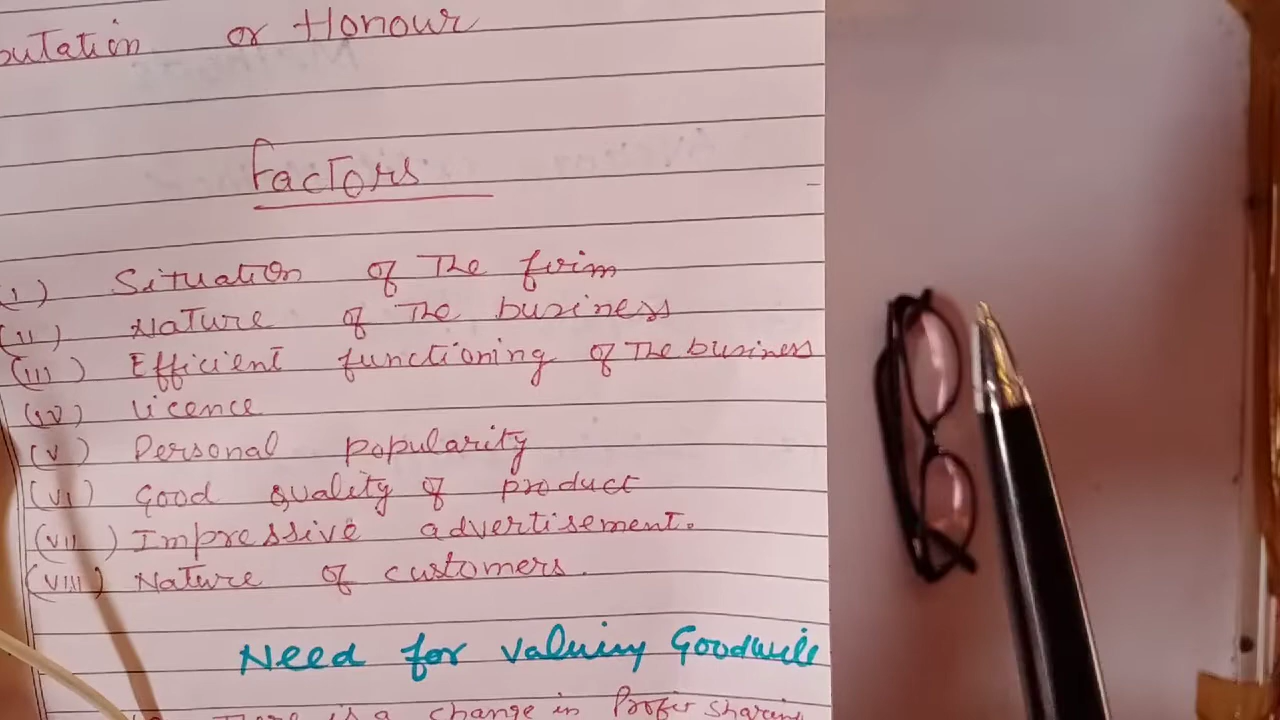 putation or Honour
Factors
(i) Situation of The firm
(ii) Nature of The business
(iii) Efficient functioning of The business
(iv) Licence
(v) Personal popularity
(vi) Good quality of product
(vii) Impressive advertisement.
(viii) Nature of customers.
Need for valuing Goodwill
There is a change in Profit sharing